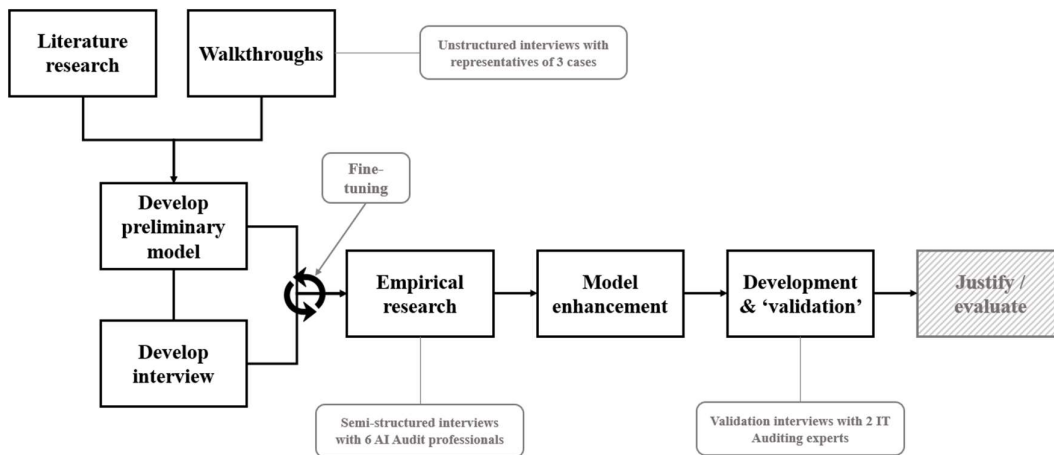 Literature
research
Walkthroughs
Unstructured interviews with
representatives of 3 cases
Fine-
tuning
Develop
preliminary
model
Develop
interview
Empirical
research
Model
enhancement
Development
& ‘validation’
Justify /
evaluate
Semi-structured interviews
with 6 AI Audit professionals
Validation interviews with 2 IT
Auditing experts